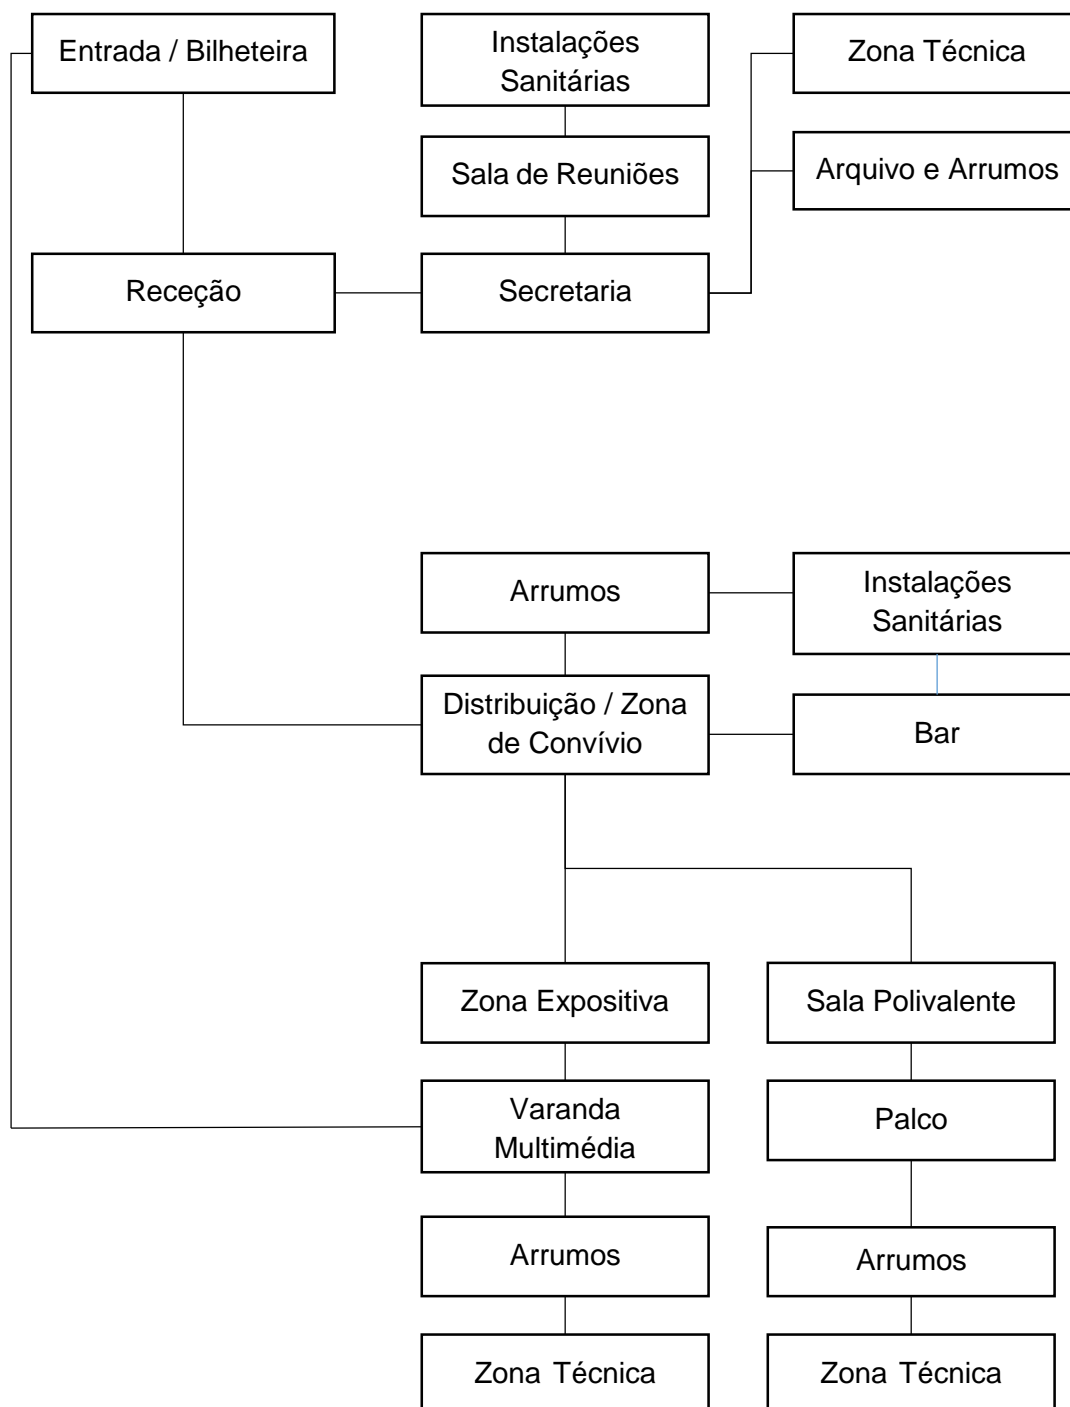 Entrada / Bilheteira
Instalações
Sanitárias
Zona Técnica
Sala de Reuniões
Arquivo e Arrumos
Receção
Secretaria
Arrumos
Instalações
Sanitárias
Distribuição / Zona
de Convívio
Bar
Zona Expositiva
Sala Polivalente
Varanda
Multimédia
Palco
Arrumos
Arrumos
Zona Técnica
Zona Técnica